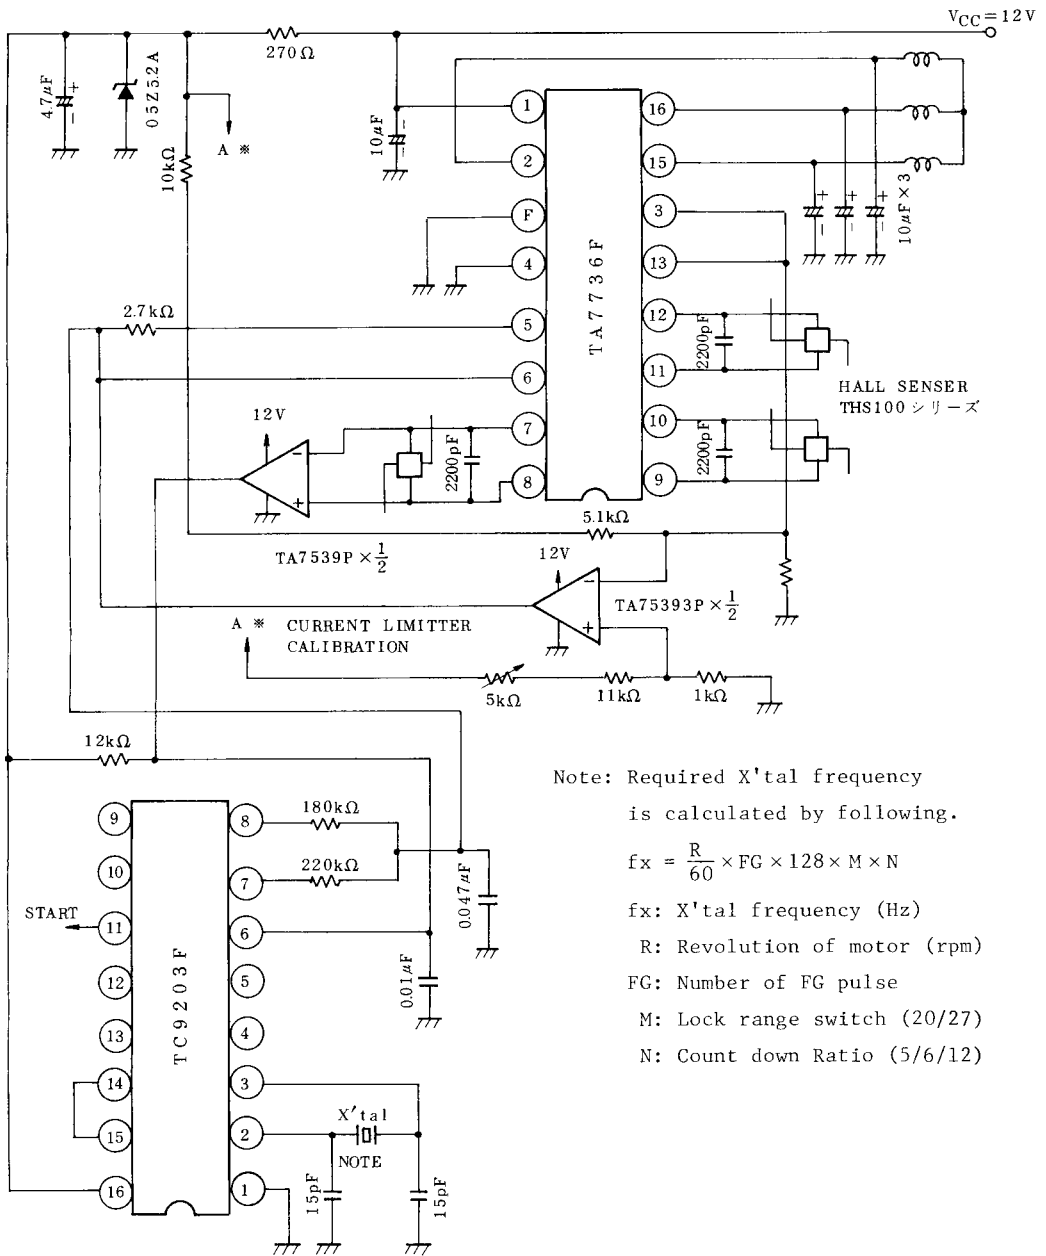 VCC=12V
270Ω
4.7μF
+
-
05Z5.2A
A ※
10kΩ
10μF
-
1
2
F
4
5
6
7
8
TA7736F
16
15
3
13
12
11
10
9
+
-
+
-
+
-
10μF×3
2.7kΩ
2200pF
HALL SENSER
THS100シリーズ
2200pF
12V
-
+
2200pF
TA7539P×1/2
5.1kΩ
12V
-
+
TA75393P×1/2
A ※ CURRENT LIMITTER
CALIBRATION
5kΩ
11kΩ
1kΩ
12kΩ
9
10
START
11
12
13
14
15
16
TC9203F
8
7
6
5
4
3
2
1
180kΩ
220kΩ
0.047μF
0.01μF
X'tal
NOTE
15pF
15pF
Note: Required X'tal frequency
is calculated by following.
fx = R/60 × FG × 128 × M × N
fx: X'tal frequency (Hz)
R: Revolution of motor (rpm)
FG: Number of FG pulse
M: Lock range switch (20/27)
N: Count down Ratio (5/6/12)